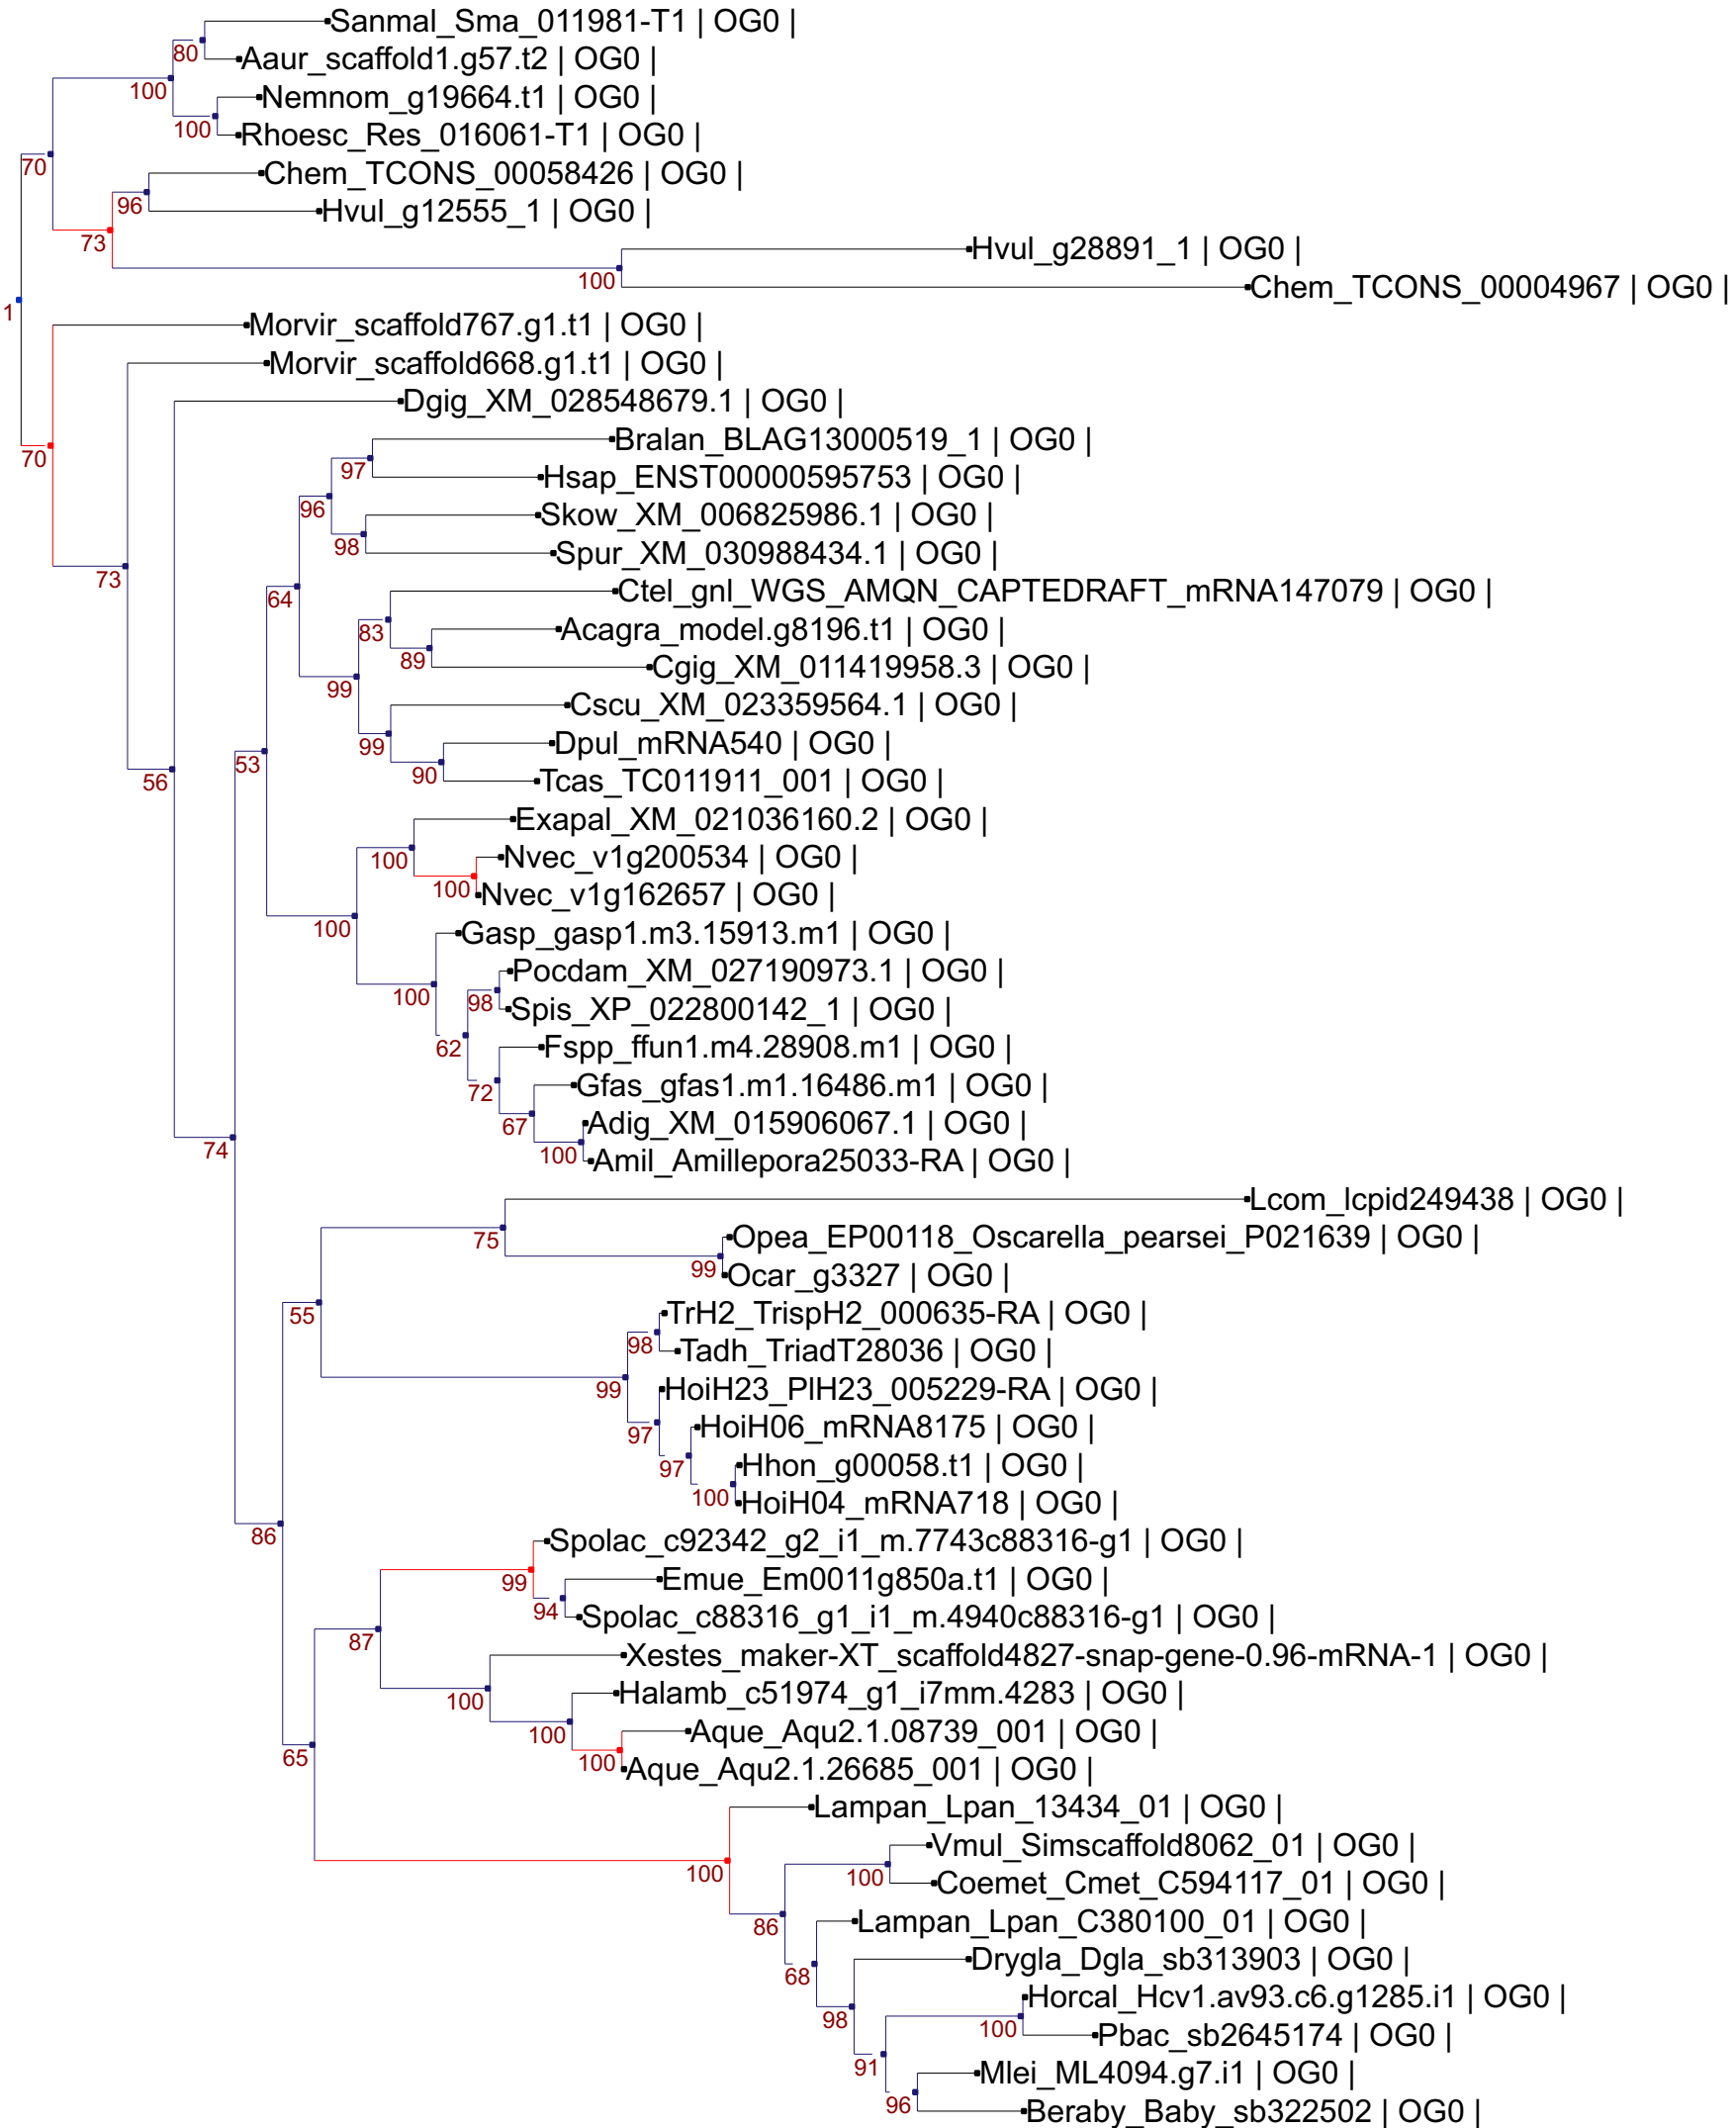 Sanmal_Sma_011981-T1 | OG0 |
80
Aaur_scaffold1.g57.t2 | OG0 |
100
Nemnom_g19664.t1 | OG0 |
100
Rhoesc_Res_016061-T1 | OG0 |
70
Chem_TCONS_00058426 | OG0 |
96
Hvul_g12555_1 | OG0 |
73
Hvul_g28891_1 | OG0 |
100
Chem_TCONS_00004967 | OG0 |
1
Morvir_scaffold767.g1.t1 | OG0 |
Morvir_scaffold668.g1.t1 | OG0 |
Dgig_XM_028548679.1 | OG0 |
Bralan_BLAG13000519_1 | OG0 |
70
97
Hsap_ENST00000595753 | OG0 |
96
Skow_XM_006825986.1 | OG0 |
98
Spur_XM_030988434.1 | OG0 |
73
64
Ctel_gnl_WGS_AMQN_CAPTEDRAFT_mRNA147079 | OG0 |
83
Acagra_model.g8196.t1 | OG0 |
89
Cgig_XM_011419958.3 | OG0 |
99
Cscu_XM_023359564.1 | OG0 |
99
Dpul_mRNA540 | OG0 |
53
90
Tcas_TC011911_001 | OG0 |
56
Exapal_XM_021036160.2 | OG0 |
100
Nvec_v1g200534 | OG0 |
100
Nvec_v1g162657 | OG0 |
100
Gasp_gasp1.m3.15913.m1 | OG0 |
Pocdam_XM_027190973.1 | OG0 |
100
98
Spis_XP_022800142_1 | OG0 |
62
Fspp_ffun1.m4.28908.m1 | OG0 |
72
Gfas_gfas1.m1.16486.m1 | OG0 |
67
Adig_XM_015906067.1 | OG0 |
74
100
Amil_Amillepora25033-RA | OG0 |
Lcom_lcpid249438 | OG0 |
75
Opea_EP00118_Oscarella_pearsei_P021639 | OG0 |
99
Ocar_g3327 | OG0 |
55
TrH2_TrispH2_000635-RA | OG0 |
98
Tadh_TriadT28036 | OG0 |
99
HoiH23_PlH23_005229-RA | OG0 |
97
HoiH06_mRNA8175 | OG0 |
97
Hhon_g00058.t1 | OG0 |
100
HoiH04_mRNA718 | OG0 |
86
Spolac_c92342_g2_i1_m.7743c88316-g1 | OG0 |
99
Emue_Em0011g850a.t1 | OG0 |
94
Spolac_c88316_g1_i1_m.4940c88316-g1 | OG0 |
87
Xestes_maker-XT_scaffold4827-snap-gene-0.96-mRNA-1 | OG0 |
100
Halamb_c51974_g1_i7mm.4283 | OG0 |
100
Aque_Aqu2.1.08739_001 | OG0 |
65
100
Aque_Aqu2.1.26685_001 | OG0 |
Lampan_Lpan_13434_01 | OG0 |
100
Vmul_Simscaffold8062_01 | OG0 |
100
Coemet_Cmet_C594117_01 | OG0 |
86
Lampan_Lpan_C380100_01 | OG0 |
68
Drygla_Dgla_sb313903 | OG0 |
98
Horcal_Hcv1.av93.c6.g1285.i1 | OG0 |
100
Pbac_sb2645174 | OG0 |
91
Mlei_ML4094.g7.i1 | OG0 |
96
Beraby_Baby_sb322502 | OG0 |